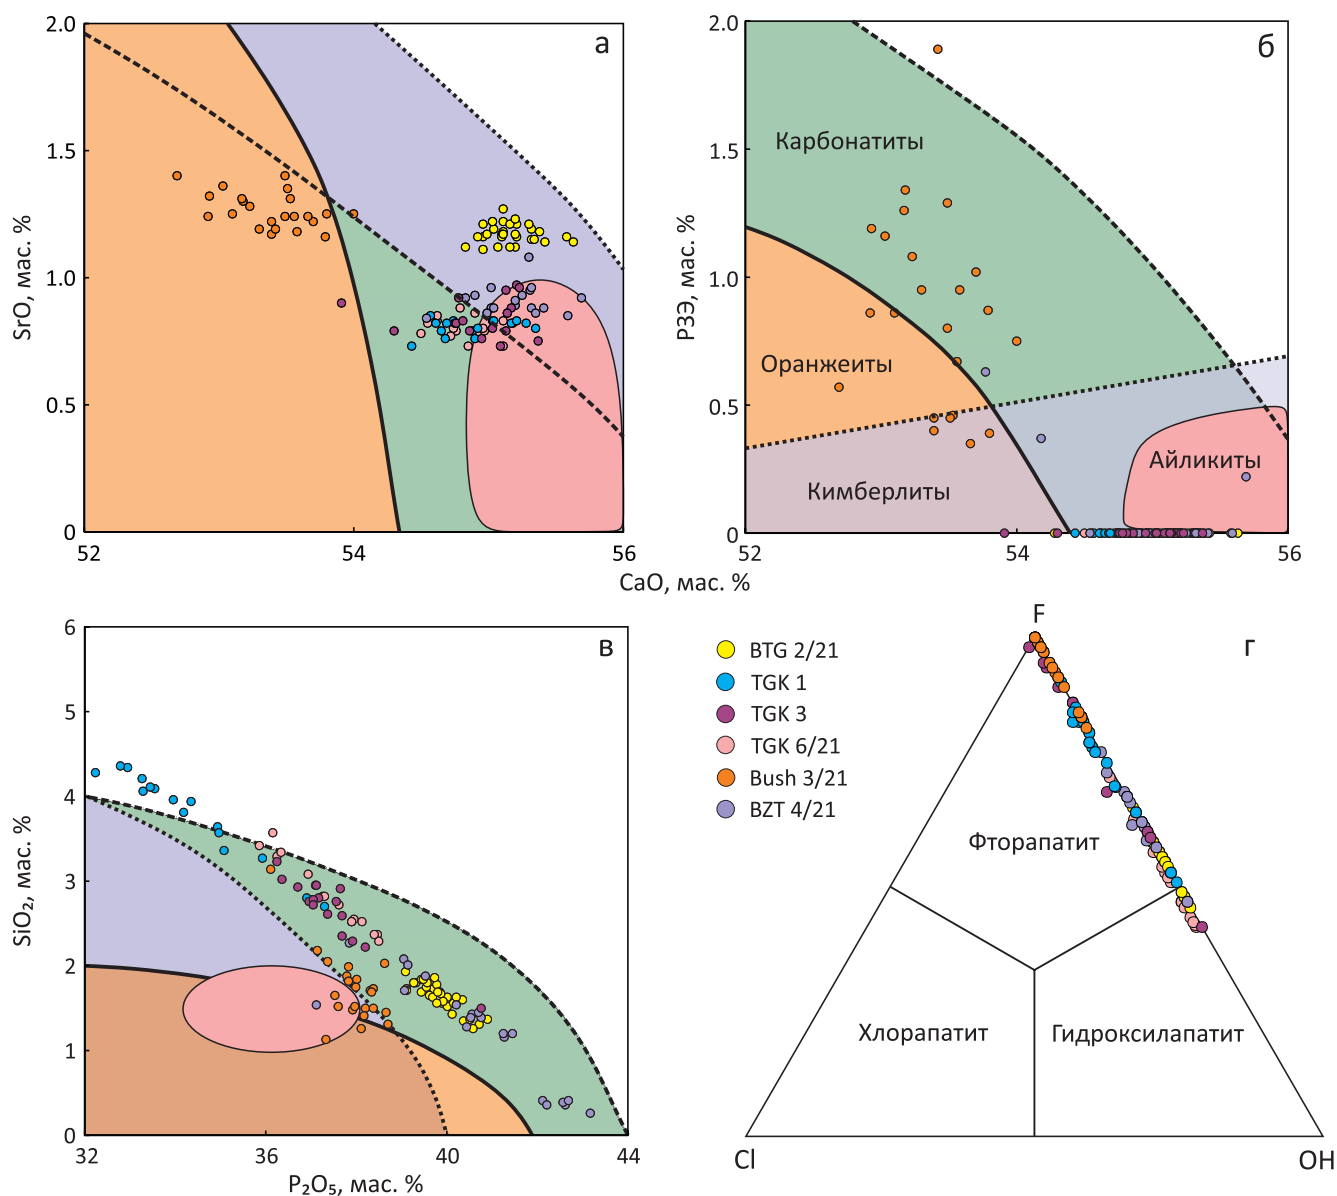 а
2.0
1.5
1.0
0.5
0
52
54
56
SrO, мас. %
б
2.0
1.5
1.0
0.5
0
52
54
56
РЗЭ, мас. %
Карбонатиты
Оранжеиты
Кимберлиты
Айликиты
CaO, мас. %
в
6
5
4
3
2
1
0
32
36
40
44
SiO₂, мас. %
P₂O₅, мас. %
BTG 2/21
TGK 1
TGK 3
TGK 6/21
Bush 3/21
BZT 4/21
г
F
Фторапатит
Хлорапатит
Гидроксилапатит
Cl
OH